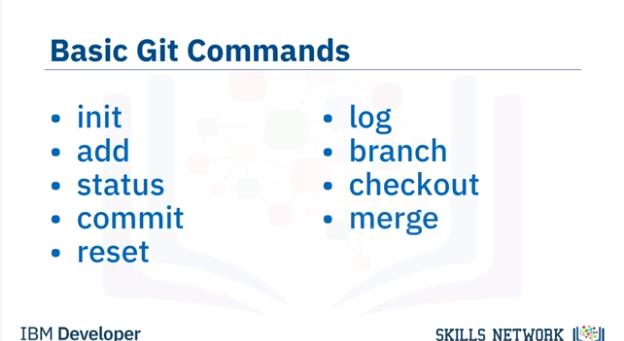 Basic Git Commands
• init
• add
• status
• commit
• reset
• log
• branch
• checkout
• merge
IBM Developer
SKILLS NETWORK